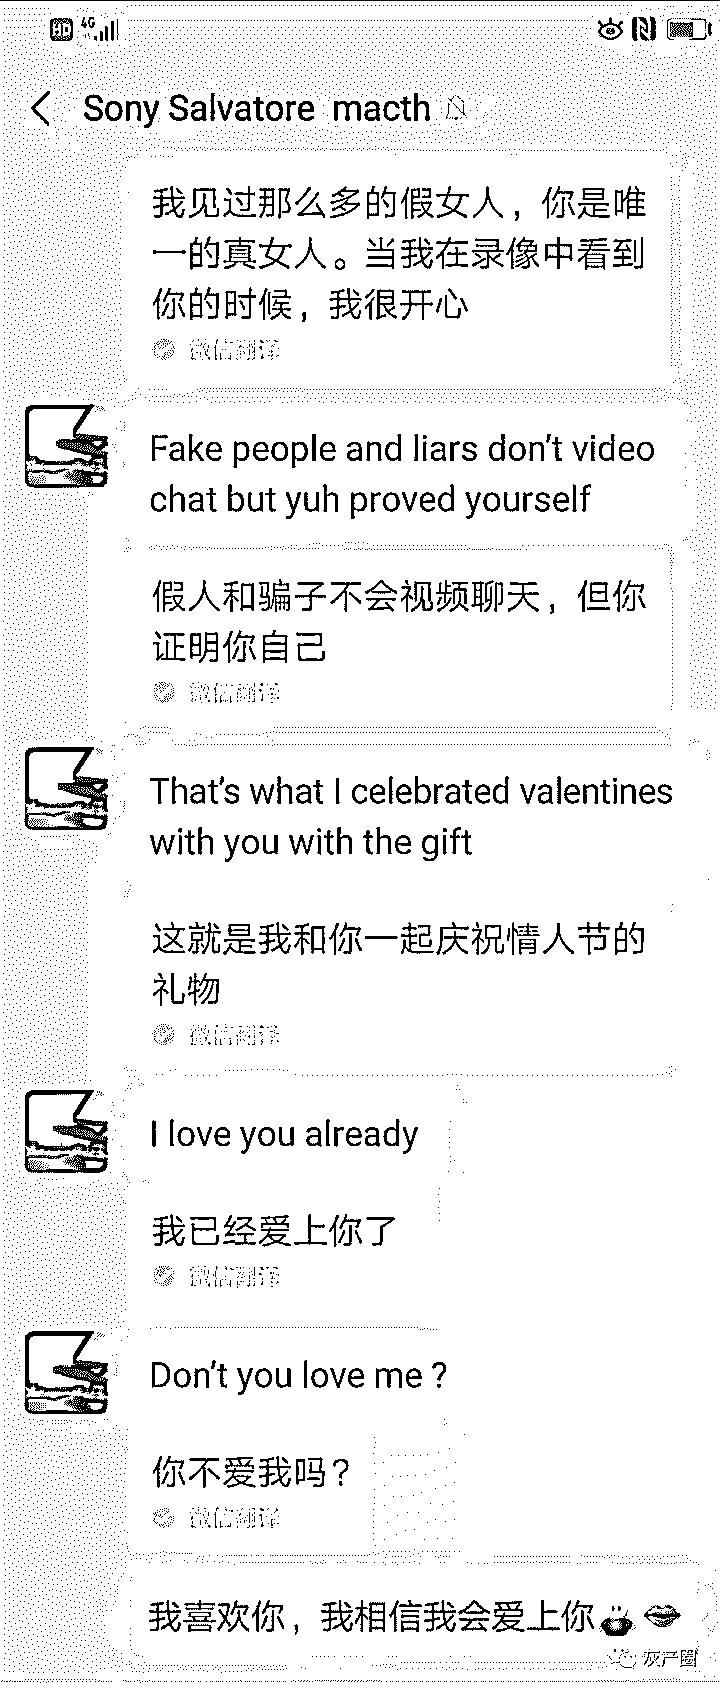 HD 4G
Sony Salvatore macth
我见过那么多的假女人，你是唯
一的真女人。当我在录像中看到
你的时候，我很开心
微信翻译
Fake people and liars don't video
chat but yuh proved yourself
假人和骗子不会视频聊天，但你
证明你自己
微信翻译
That's what I celebrated valentines
with you with the gift
这就是我和你一起庆祝情人节的
礼物
微信翻译
I love you already
我已经爱上你了
微信翻译
Don't you love me ?
你不爱我吗？
微信翻译
我喜欢你，我相信我会爱上你
灰产圈